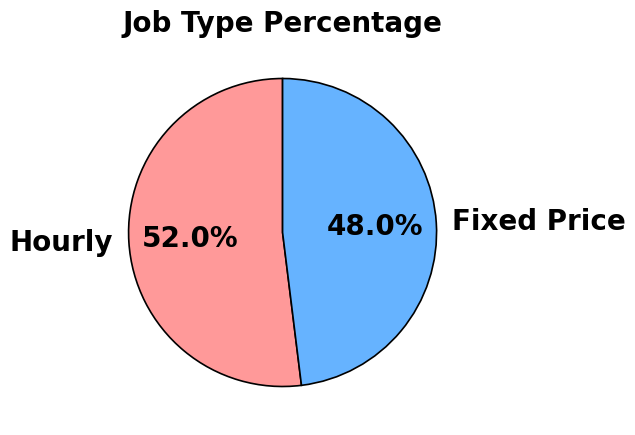 Job Type Percentage
Hourly
52.0%
48.0%
Fixed Price